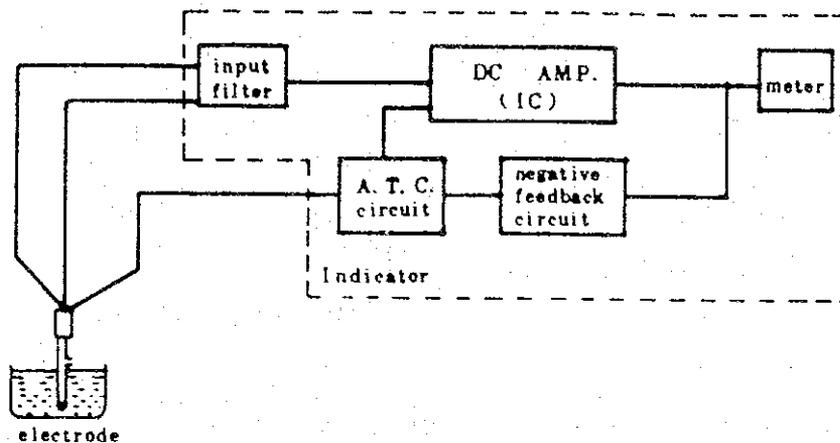 input
filter
DC AMP.
(IC)
meter
A. T. C.
circuit
negative
feedback
circuit
Indicator
electrode